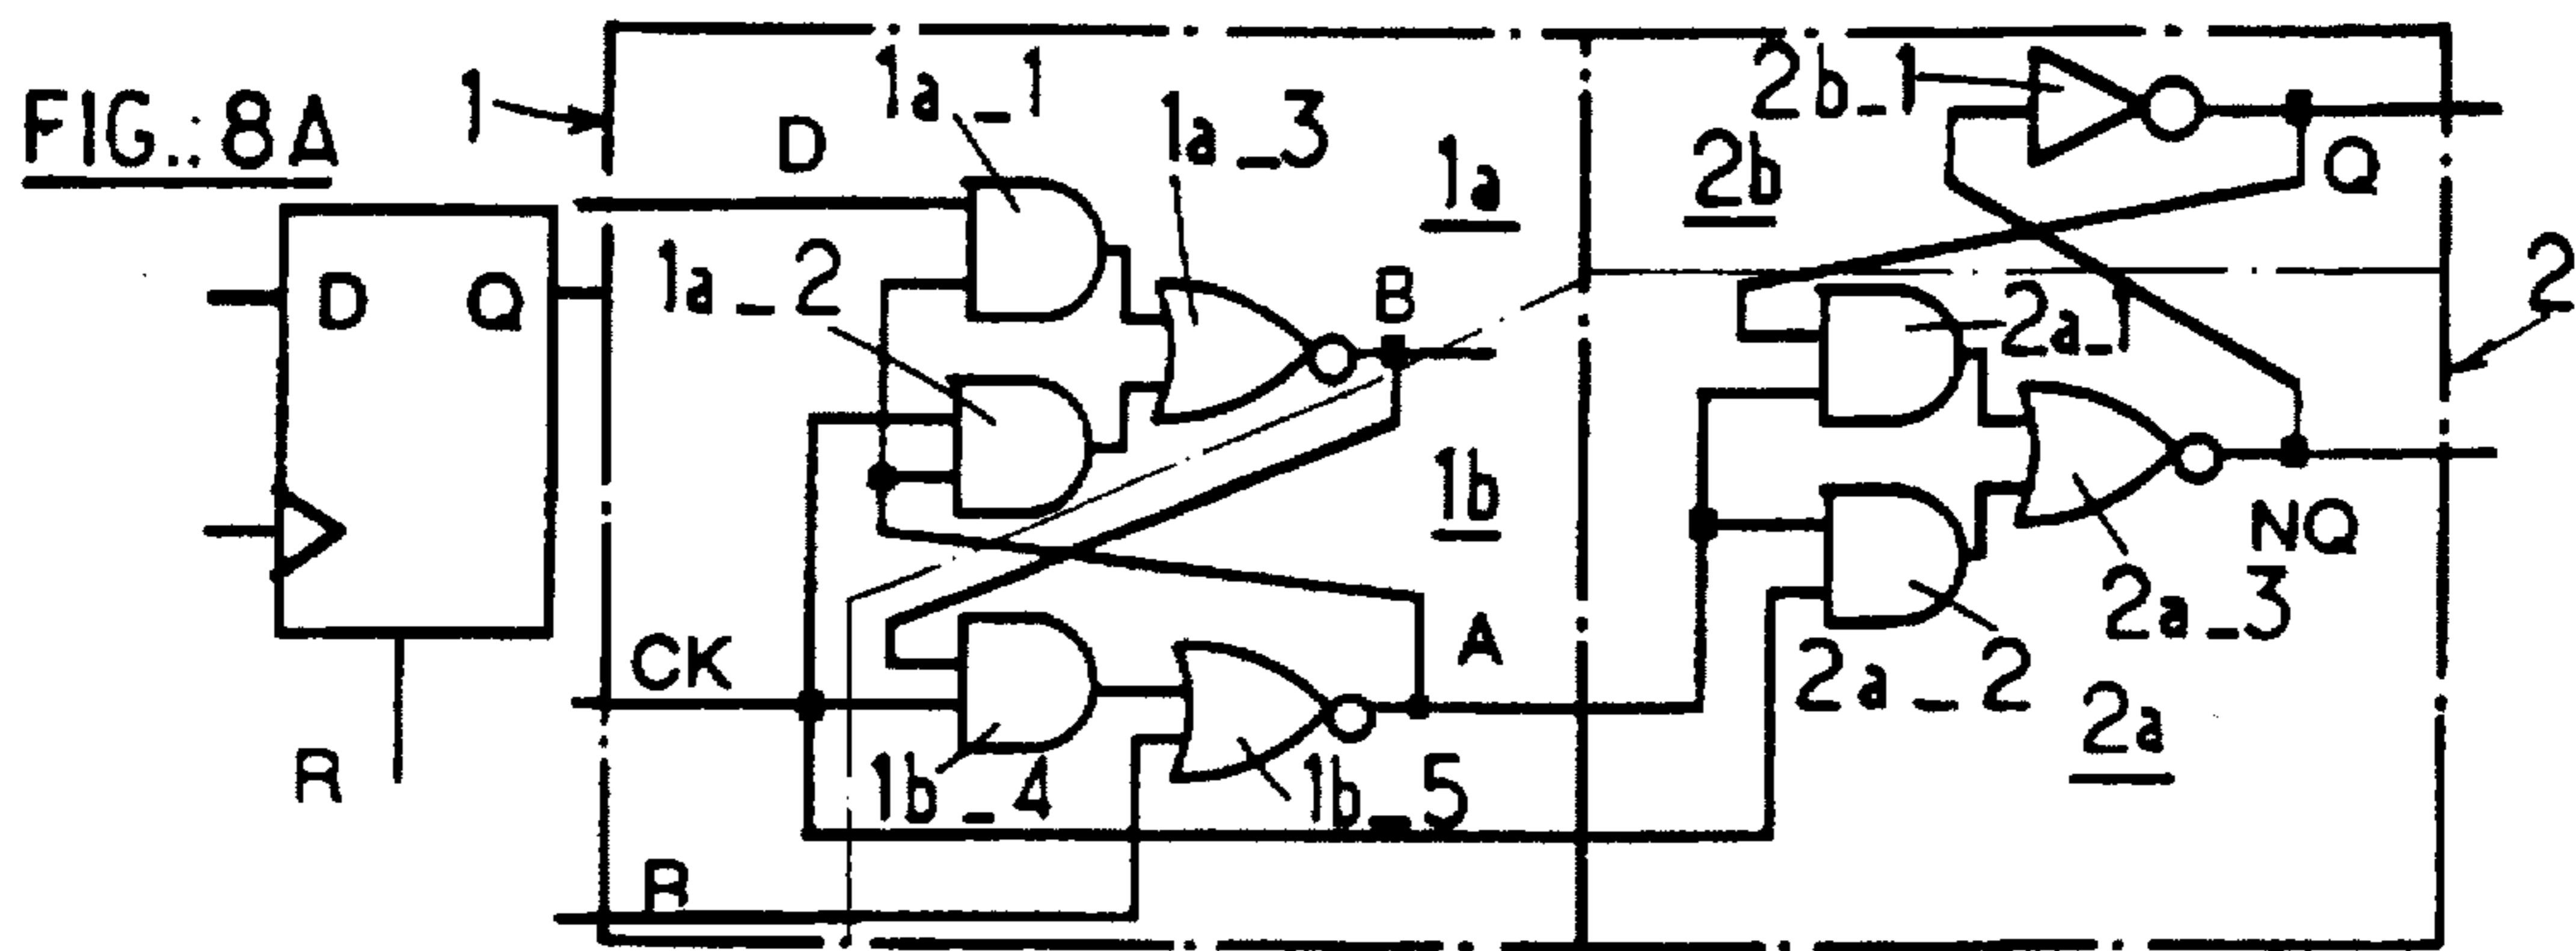 FIG.:8A
1
1a_1
D
1a_3
1a
1a_2
B
1b
CK
A
1b_4
1b_5
R
D Q
R
2b_1
2b
Q
2
2a_1
NQ
2a_3
2a_2
2a